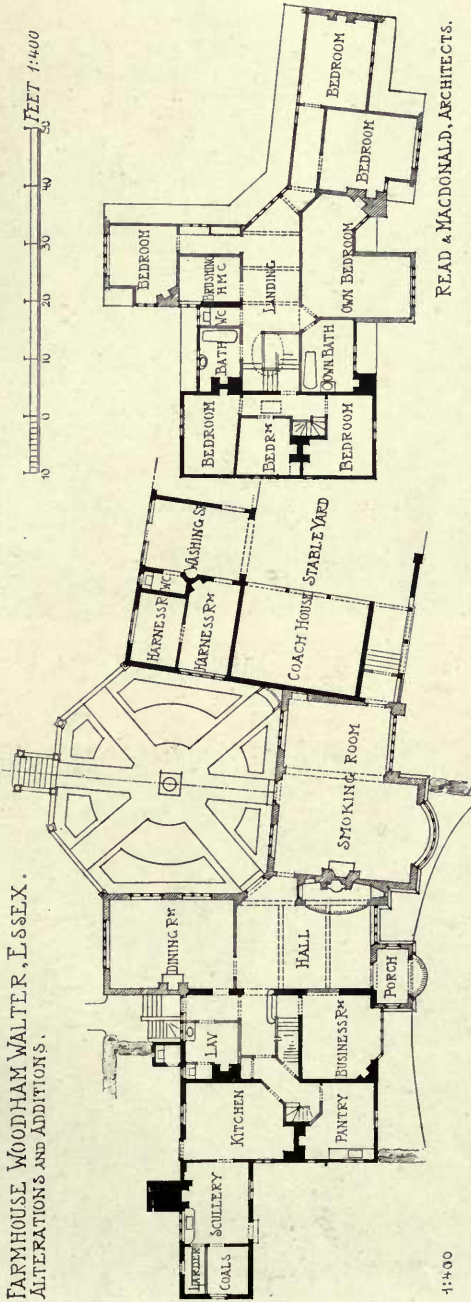 FARMHOUSE WOODHAM WALTER, ESSEX.
ALTERATIONS AND ADDITIONS.
1:400
LARDER
COALS
SCULLERY
KITCHEN
PANTRY
LAV
BUSINESS RM
DINING RM
HALL
PORCH
SMOKING ROOM
HARNESS R
WC
HARNESS RM
WASHING S
COACH HOUSE
STABLE YARD
10 0 10 20 30 40 50 FEET 1:400
BEDROOM
BEDRM
BEDROOM
BATH
WC
BRUSHING
H.M.C
BEDROOM
LANDING
OWN BATH
OWN BEDROOM
BEDROOM
BEDROOM
READ & MACDONALD, ARCHITECTS.